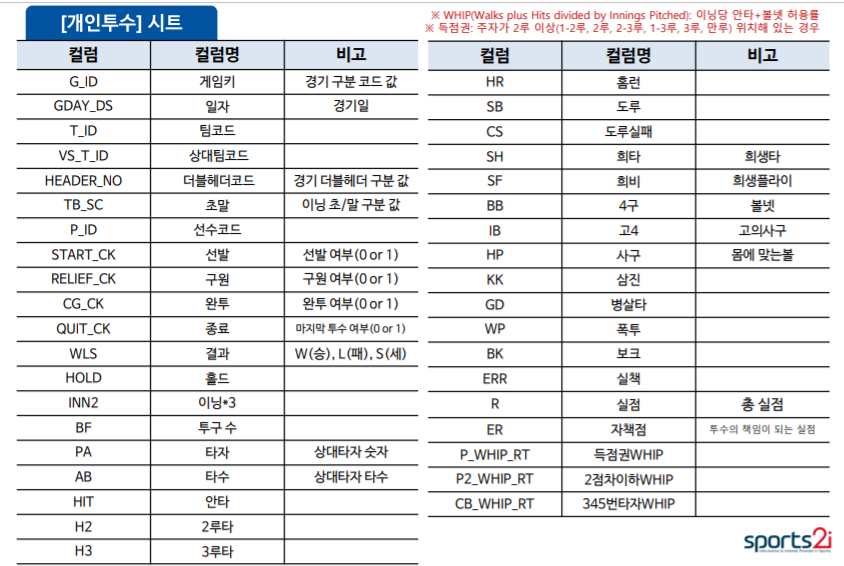 [개인투수] 시트
※ WHIP(Walks plus Hits divided by Innings Pitched): 이닝당 안타+볼넷 허용률
※ 득점권: 주자가 2루 이상(1-2루, 2루, 2-3루, 1-3루, 3루, 만루) 위치해 있는 경우
컬럼 컬럼명 비고
G_ID 게임키 경기 구분 코드 값
GDAY_DS 일자 경기일
T_ID 팀코드
VS_T_ID 상대팀코드
HEADER_NO 더블헤더코드 경기 더블헤더 구분 값
TB_SC 초말 이닝 초/말 구분 값
P_ID 선수코드
START_CK 선발 선발 여부(0 or 1)
RELIEF_CK 구원 구원 여부(0 or 1)
CG_CK 완투 완투 여부(0 or 1)
QUIT_CK 종료 마지막 투수 여부(0 or 1)
WLS 결과 W(승), L(패), S(세)
HOLD 홀드
INN2 이닝*3
BF 투구 수
PA 타자 상대타자 숫자
AB 타수 상대타자 타수
HIT 안타
H2 2루타
H3 3루타
컬럼 컬럼명 비고
HR 홈런
SB 도루
CS 도루실패
SH 희타 희생타
SF 희비 희생플라이
BB 4구 볼넷
IB 고4 고의사구
HP 사구 몸에 맞는볼
KK 삼진
GD 병살타
WP 폭투
BK 보크
ERR 실책
R 실점 총 실점
ER 자책점 투수의 책임이 되는 실점
P_WHIP_RT 득점권WHIP
P2_WHIP_RT 2점차이하WHIP
CB_WHIP_RT 345번타자WHIP
sports2i